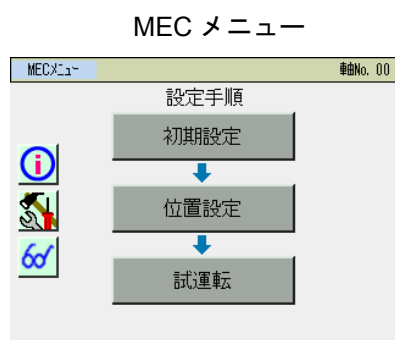 MEC メニュー
MECﾒﾆｭｰ 軸No. 00
設定手順
初期設定
位置設定
試運転